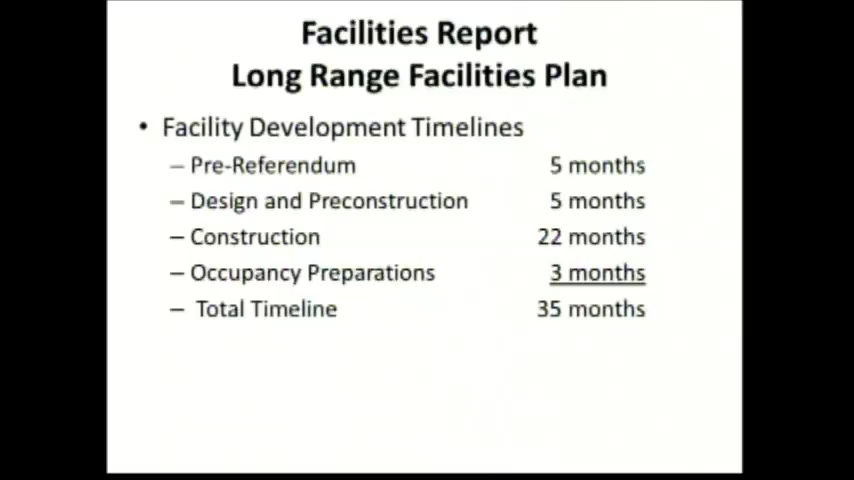 Facilities Report
Long Range Facilities Plan
• Facility Development Timelines
– Pre-Referendum 5 months
– Design and Preconstruction 5 months
– Construction 22 months
– Occupancy Preparations 3 months
– Total Timeline 35 months